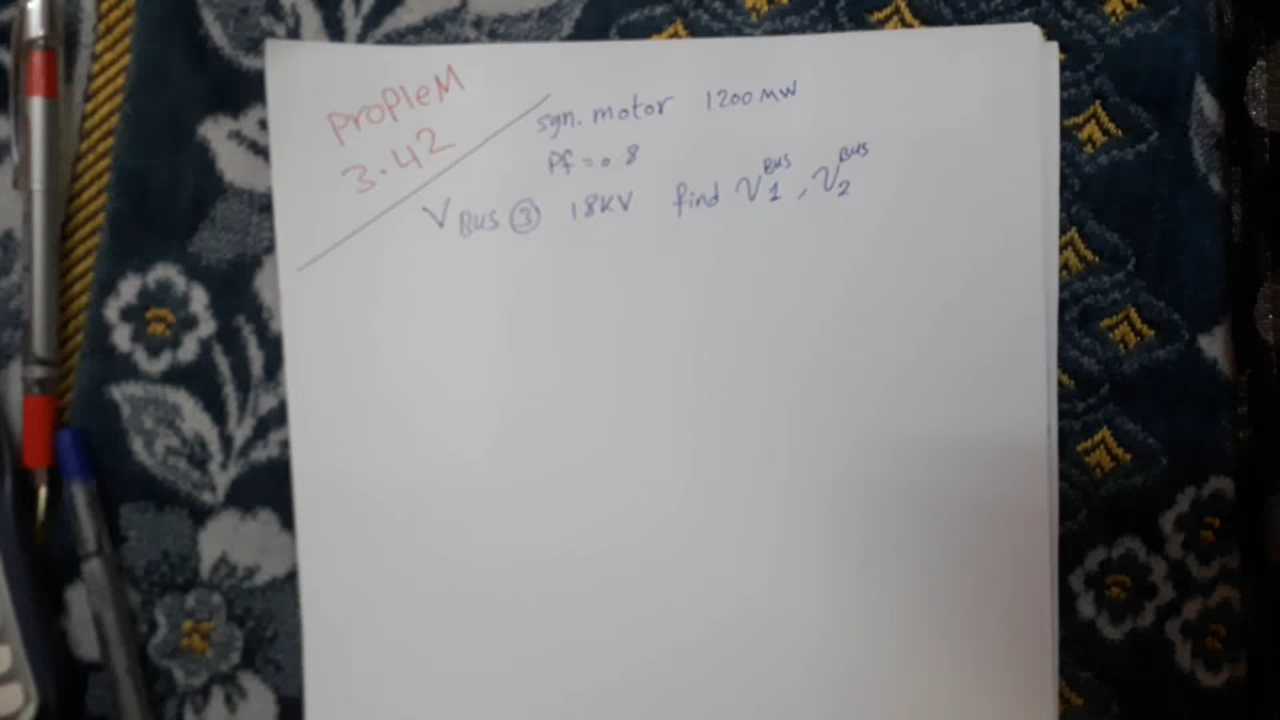 proplem
3.42
syn. motor 1200 MW
Pf = 0.8
V BUS ③ 18KV find V1 BUS, V2 BUS